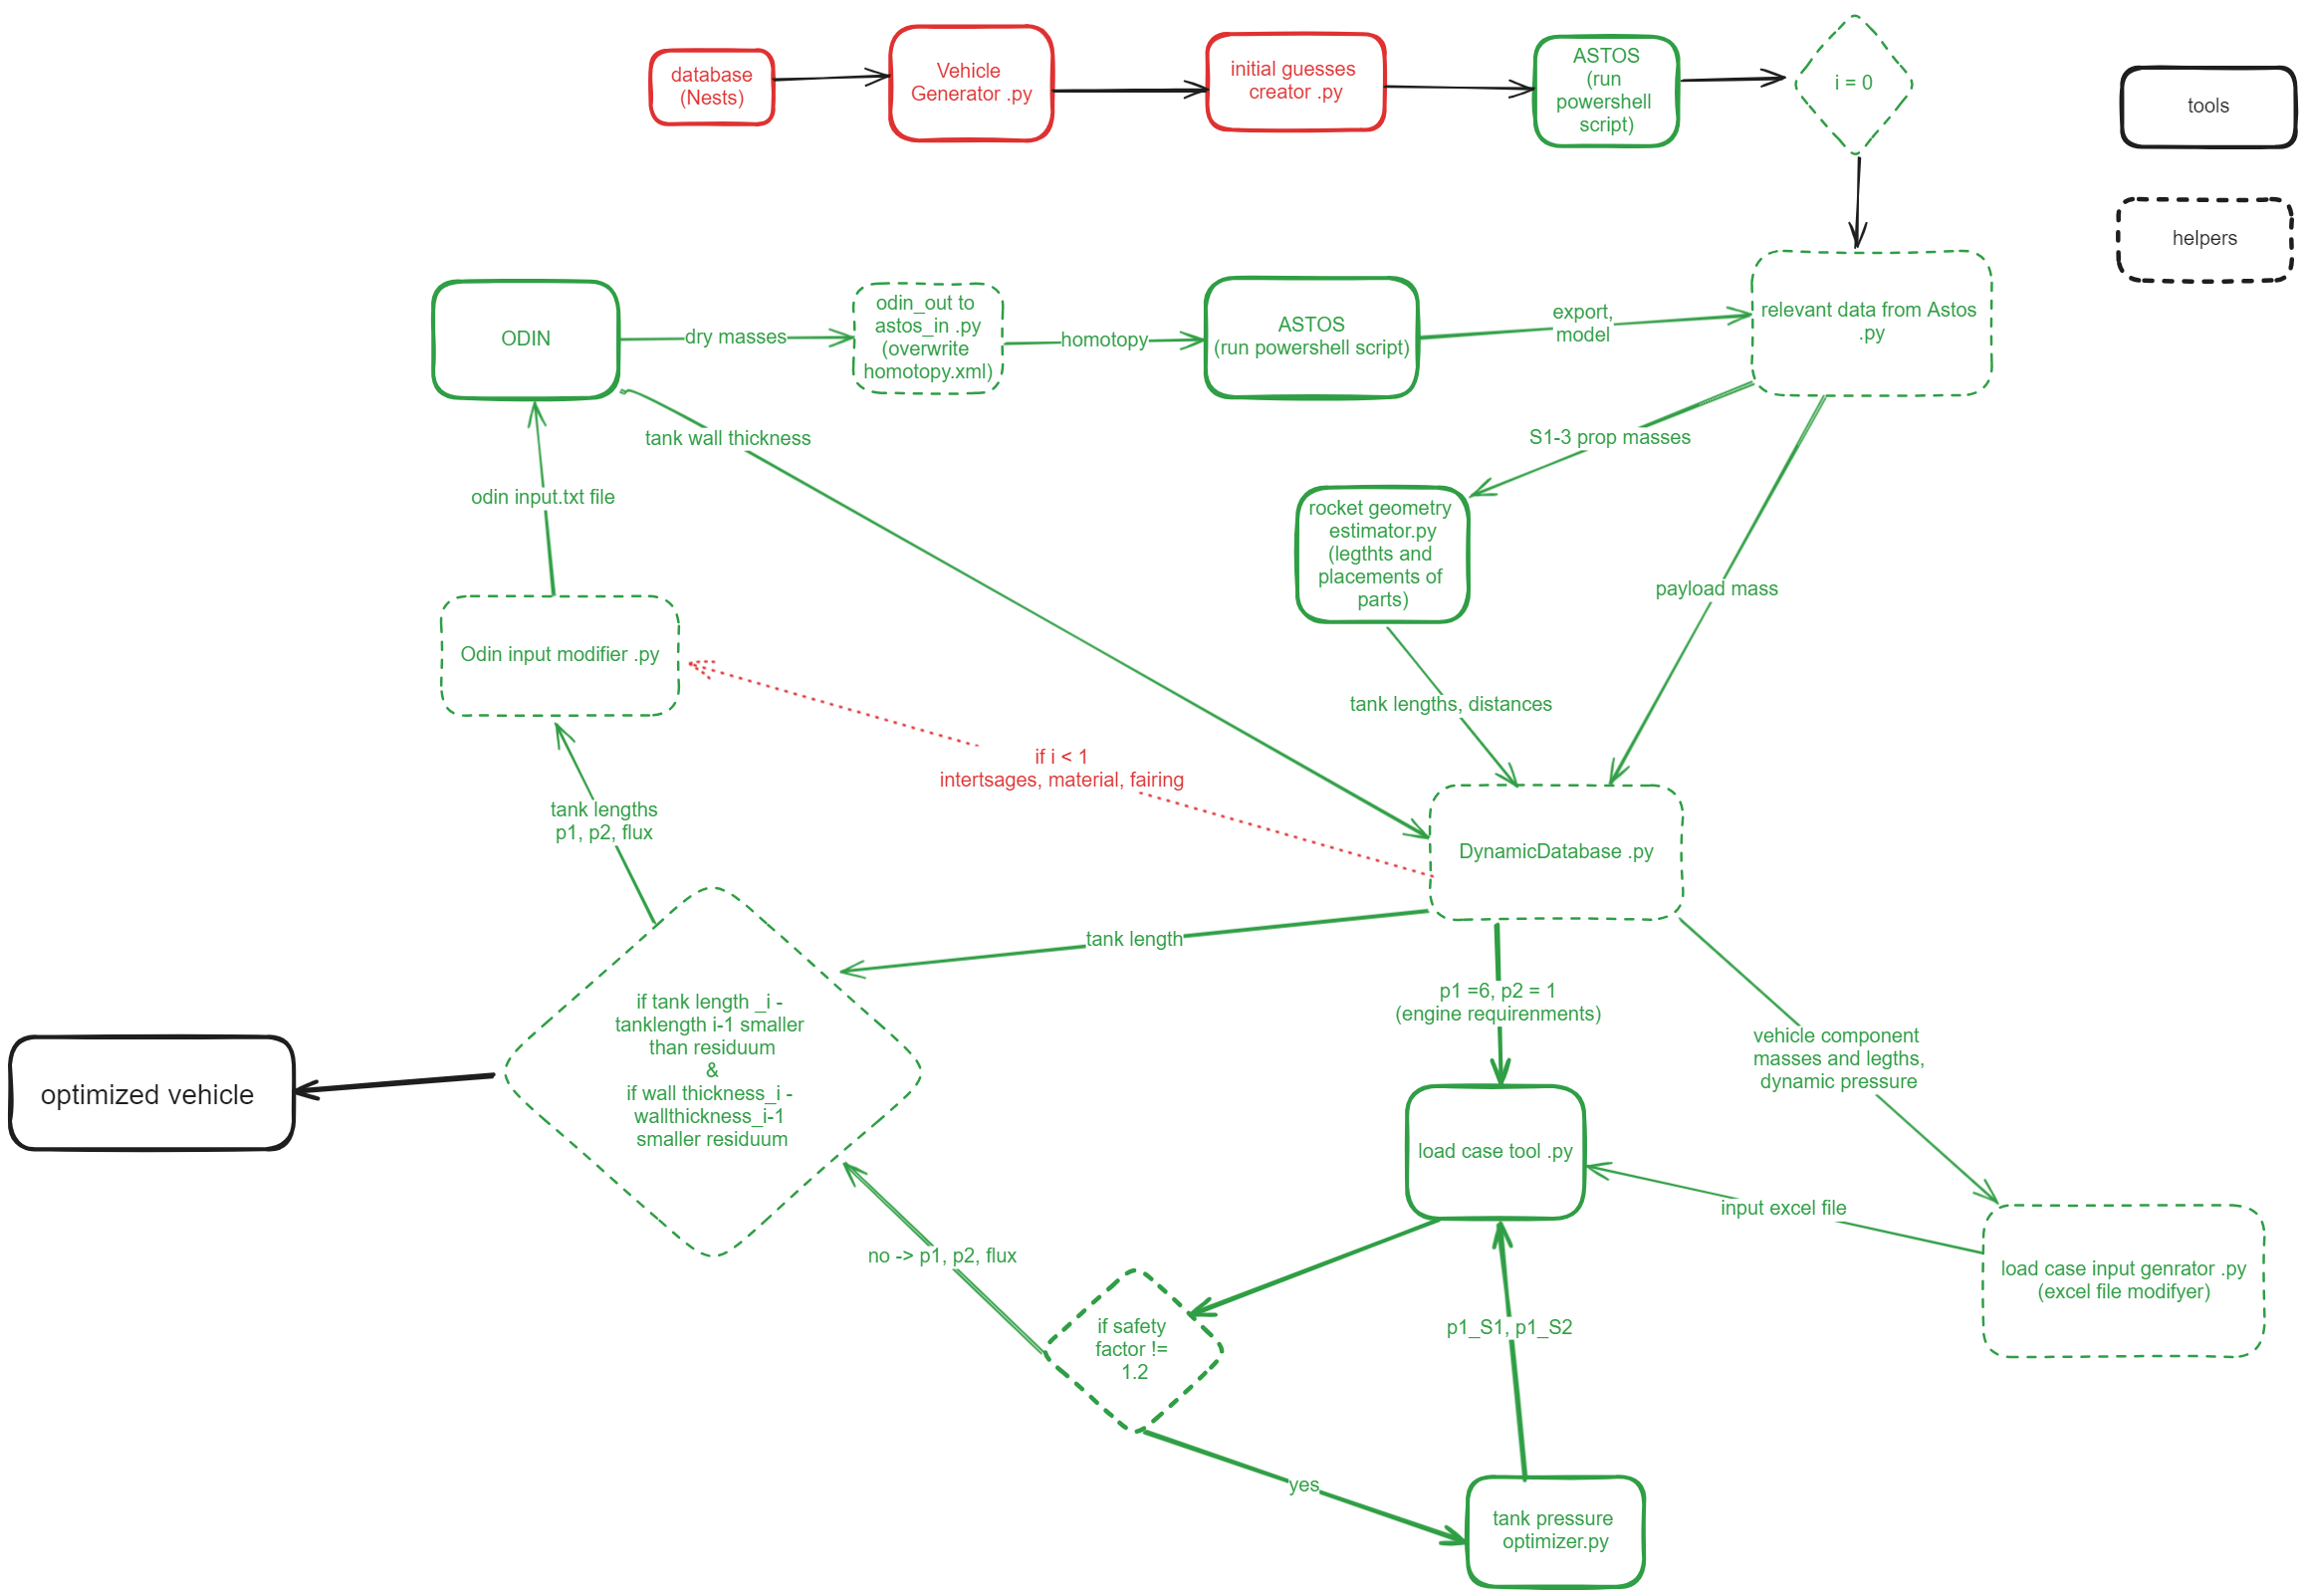 database
(Nests)
Vehicle
Generator .py
initial guesses
creator .py
ASTOS
(run
powershell
script)
i = 0
tools
helpers
ODIN
dry masses
odin_out to
astos_in .py
(overwrite
homotopy.xml)
homotopy
ASTOS
(run powershell script)
export,
model
relevant data from Astos
.py
tank wall thickness
S1-3 prop masses
odin input.txt file
rocket geometry
estimator.py
(legthts and
placements of
parts)
payload mass
Odin input modifier .py
tank lengths, distances
if i < 1
intertsages, material, fairing
tank lengths
p1, p2, flux
DynamicDatabase .py
tank length
p1 =6, p2 = 1
(engine requirenments)
if tank length _i -
tanklength i-1 smaller
than residuum
&
if wall thickness_i -
wallthickness_i-1
smaller residuum
vehicle component
masses and legths,
dynamic pressure
optimized vehicle
load case tool .py
input excel file
no -> p1, p2, flux
load case input genrator .py
(excel file modifyer)
if safety
factor !=
1.2
p1_S1, p1_S2
yes
tank pressure
optimizer.py